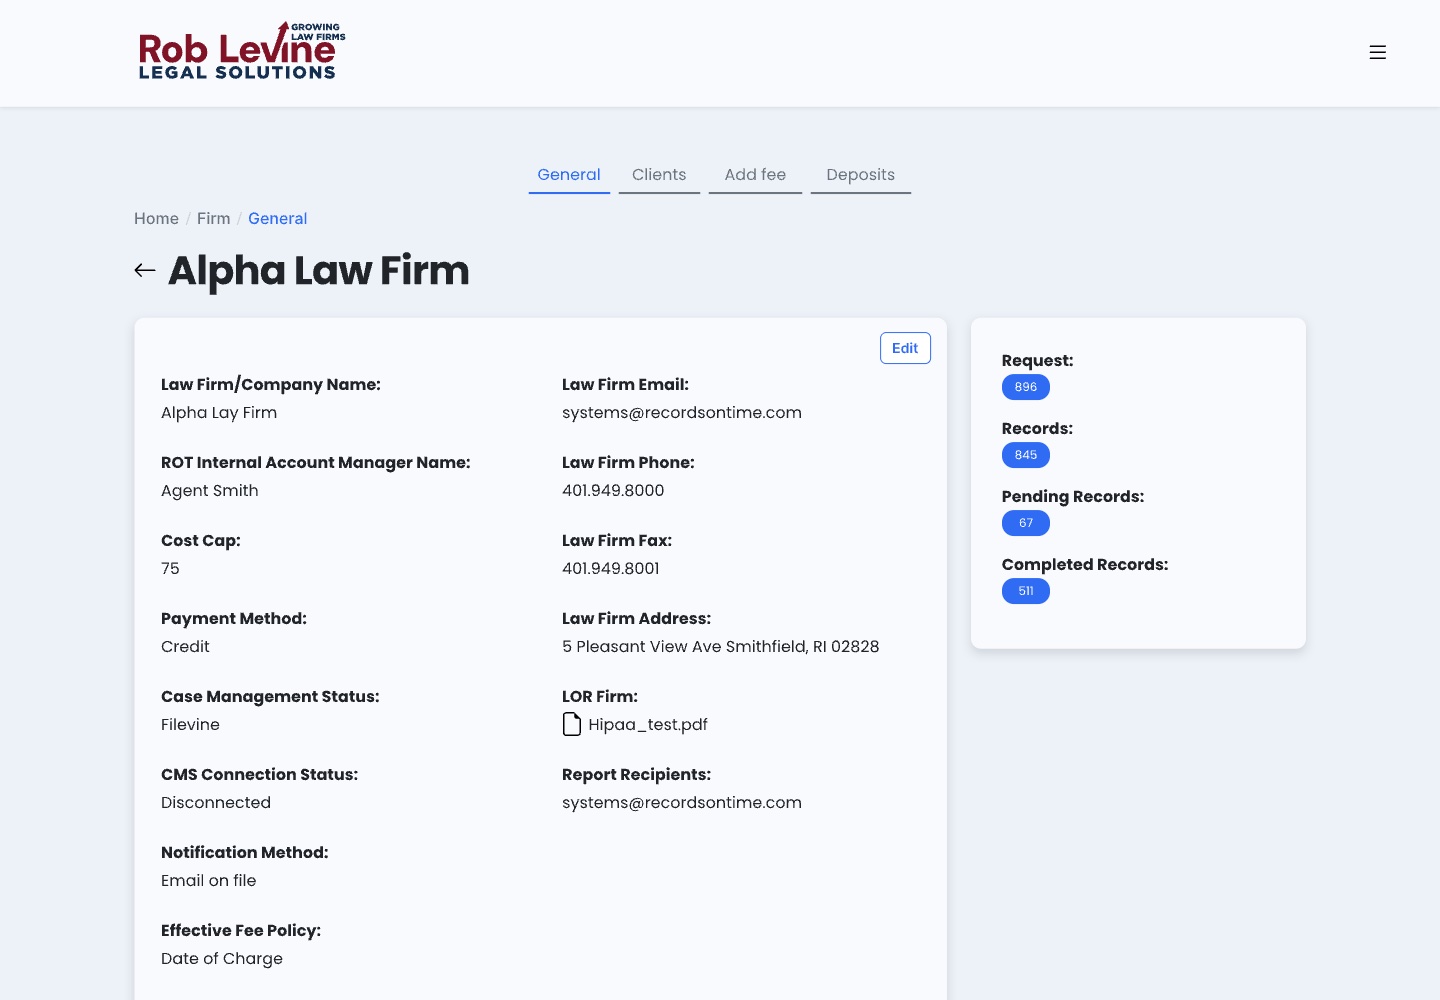 GROWING
LAW FIRMS
Rob Levine
LEGAL SOLUTIONS
General Clients Add fee Deposits
Home / Firm / General
Alpha Law Firm
Edit
Law Firm/Company Name:
Alpha Lay Firm
ROT Internal Account Manager Name:
Agent Smith
Cost Cap:
75
Payment Method:
Credit
Case Management Status:
Filevine
CMS Connection Status:
Disconnected
Notification Method:
Email on file
Effective Fee Policy:
Date of Charge
Law Firm Email:
systems@recordsontime.com
Law Firm Phone:
401.949.8000
Law Firm Fax:
401.949.8001
Law Firm Address:
5 Pleasant View Ave Smithfield, RI 02828
LOR Firm:
Hipaa_test.pdf
Report Recipients:
systems@recordsontime.com
Request:
896
Records:
845
Pending Records:
67
Completed Records:
511